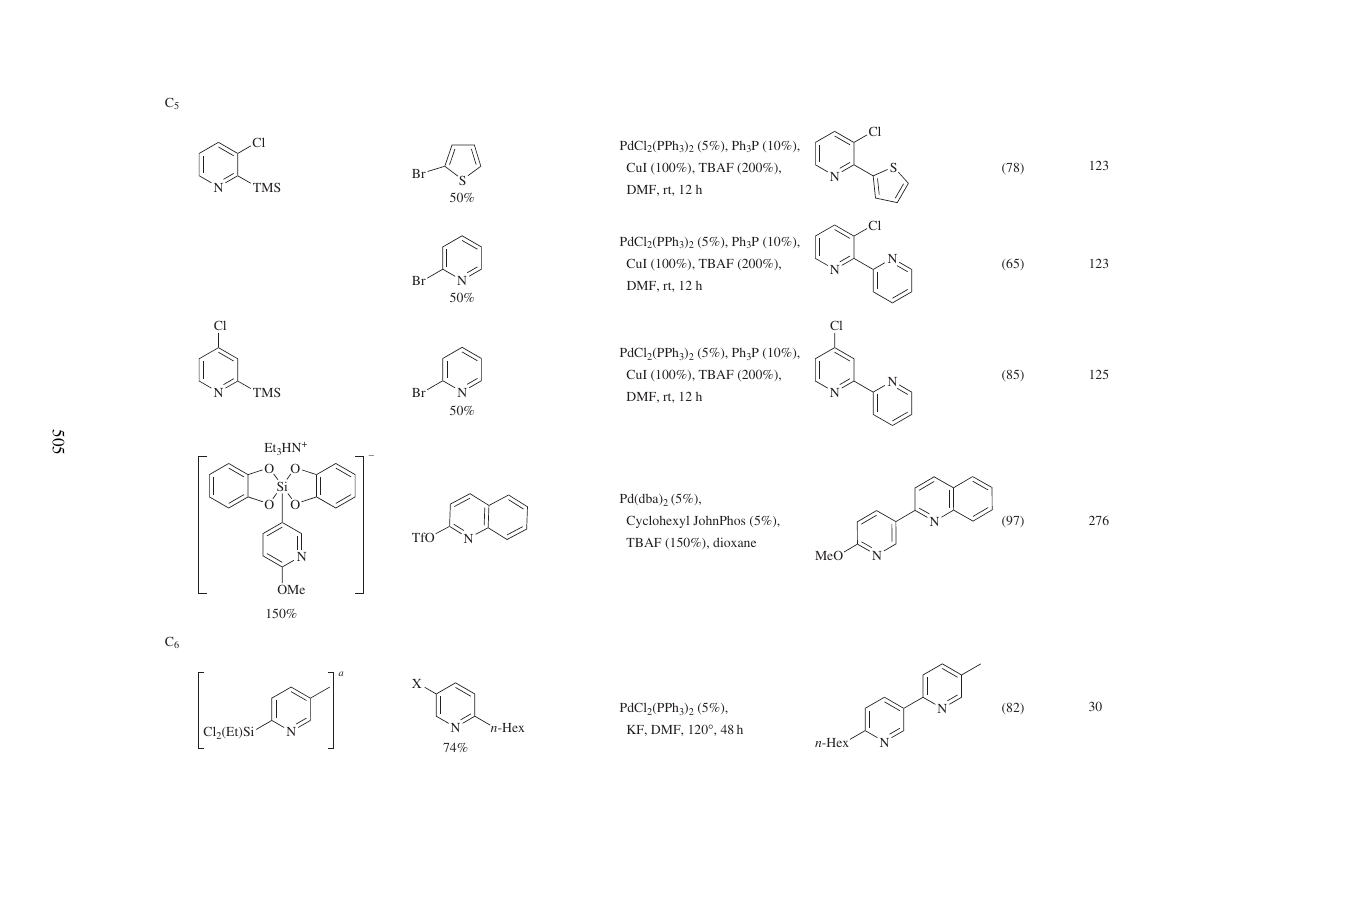 C5
Cl
N
TMS
Br
S
50%
PdCl2(PPh3)2 (5%), Ph3P (10%),
CuI (100%), TBAF (200%),
DMF, rt, 12 h
Cl
N
S
(78)
123
Br
N
50%
PdCl2(PPh3)2 (5%), Ph3P (10%),
CuI (100%), TBAF (200%),
DMF, rt, 12 h
Cl
N
N
(65)
123
Cl
N
TMS
Br
N
50%
PdCl2(PPh3)2 (5%), Ph3P (10%),
CuI (100%), TBAF (200%),
DMF, rt, 12 h
Cl
N
N
(85)
125
505
Et3HN+
–
O O
Si
O O
N
OMe
150%
TfO
N
Pd(dba)2 (5%),
Cyclohexyl JohnPhos (5%),
TBAF (150%), dioxane
N
MeO
N
(97)
276
C6
a
Cl2(Et)Si
N
X
N
n-Hex
74%
PdCl2(PPh3)2 (5%),
KF, DMF, 120°, 48 h
N
n-Hex
N
(82)
30